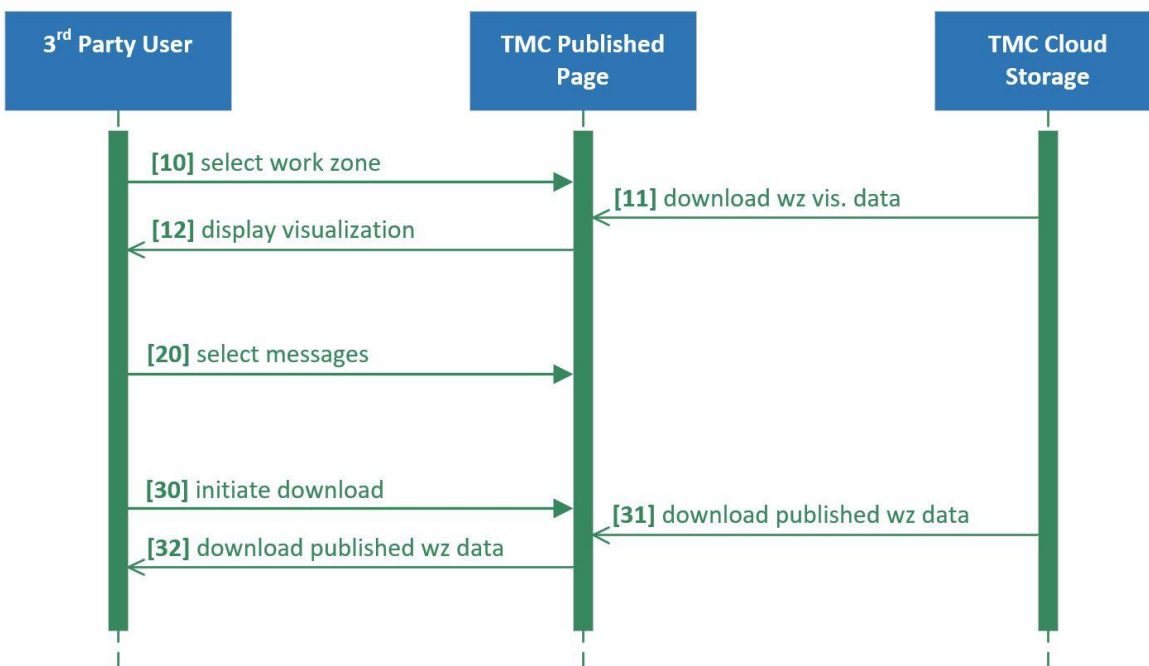 3rd Party User
TMC Published
Page
TMC Cloud
Storage
[10] select work zone
[11] download wz vis. data
[12] display visualization
[20] select messages
[30] initiate download
[31] download published wz data
[32] download published wz data